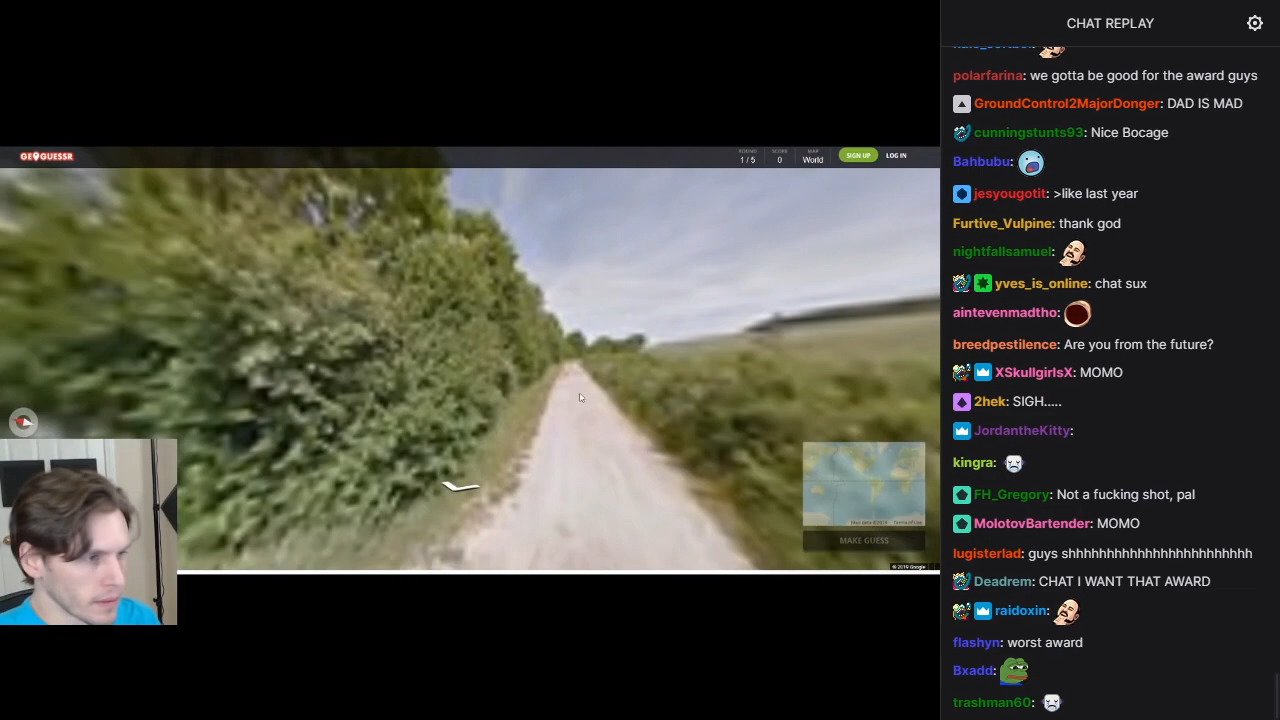 CHAT REPLAY
polarfarina: we gotta be good for the award guys
GroundControl2MajorDonger: DAD IS MAD
cunningstunts93: Nice Bocage
Bahbubu:
jesyougotit: >like last year
Furtive_Vulpine: thank god
nightfallsamuel:
yves_is_online: chat sux
aintevenmadtho:
breedpestilence: Are you from the future?
XSkullgirlsX: MOMO
2hek: SIGH.....
JordantheKitty:
kingra:
FH_Gregory: Not a fucking shot, pal
MolotovBartender: MOMO
lugisterlad: guys shhhhhhhhhhhhhhhhhhhhhhhh
Deadrem: CHAT I WANT THAT AWARD
raidoxin:
flashyn: worst award
Bxadd:
trashman60:
GEOGUESSR
ROUND
1 / 5
SCORE
0
MAP
World
SIGN UP
LOG IN
MAKE GUESS
© 2019 Google